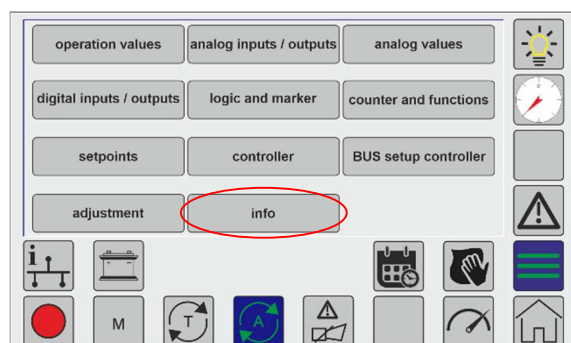 operation values
analog inputs / outputs
analog values
digital inputs / outputs
logic and marker
counter and functions
setpoints
controller
BUS setup controller
adjustment
info
i
M
T
A